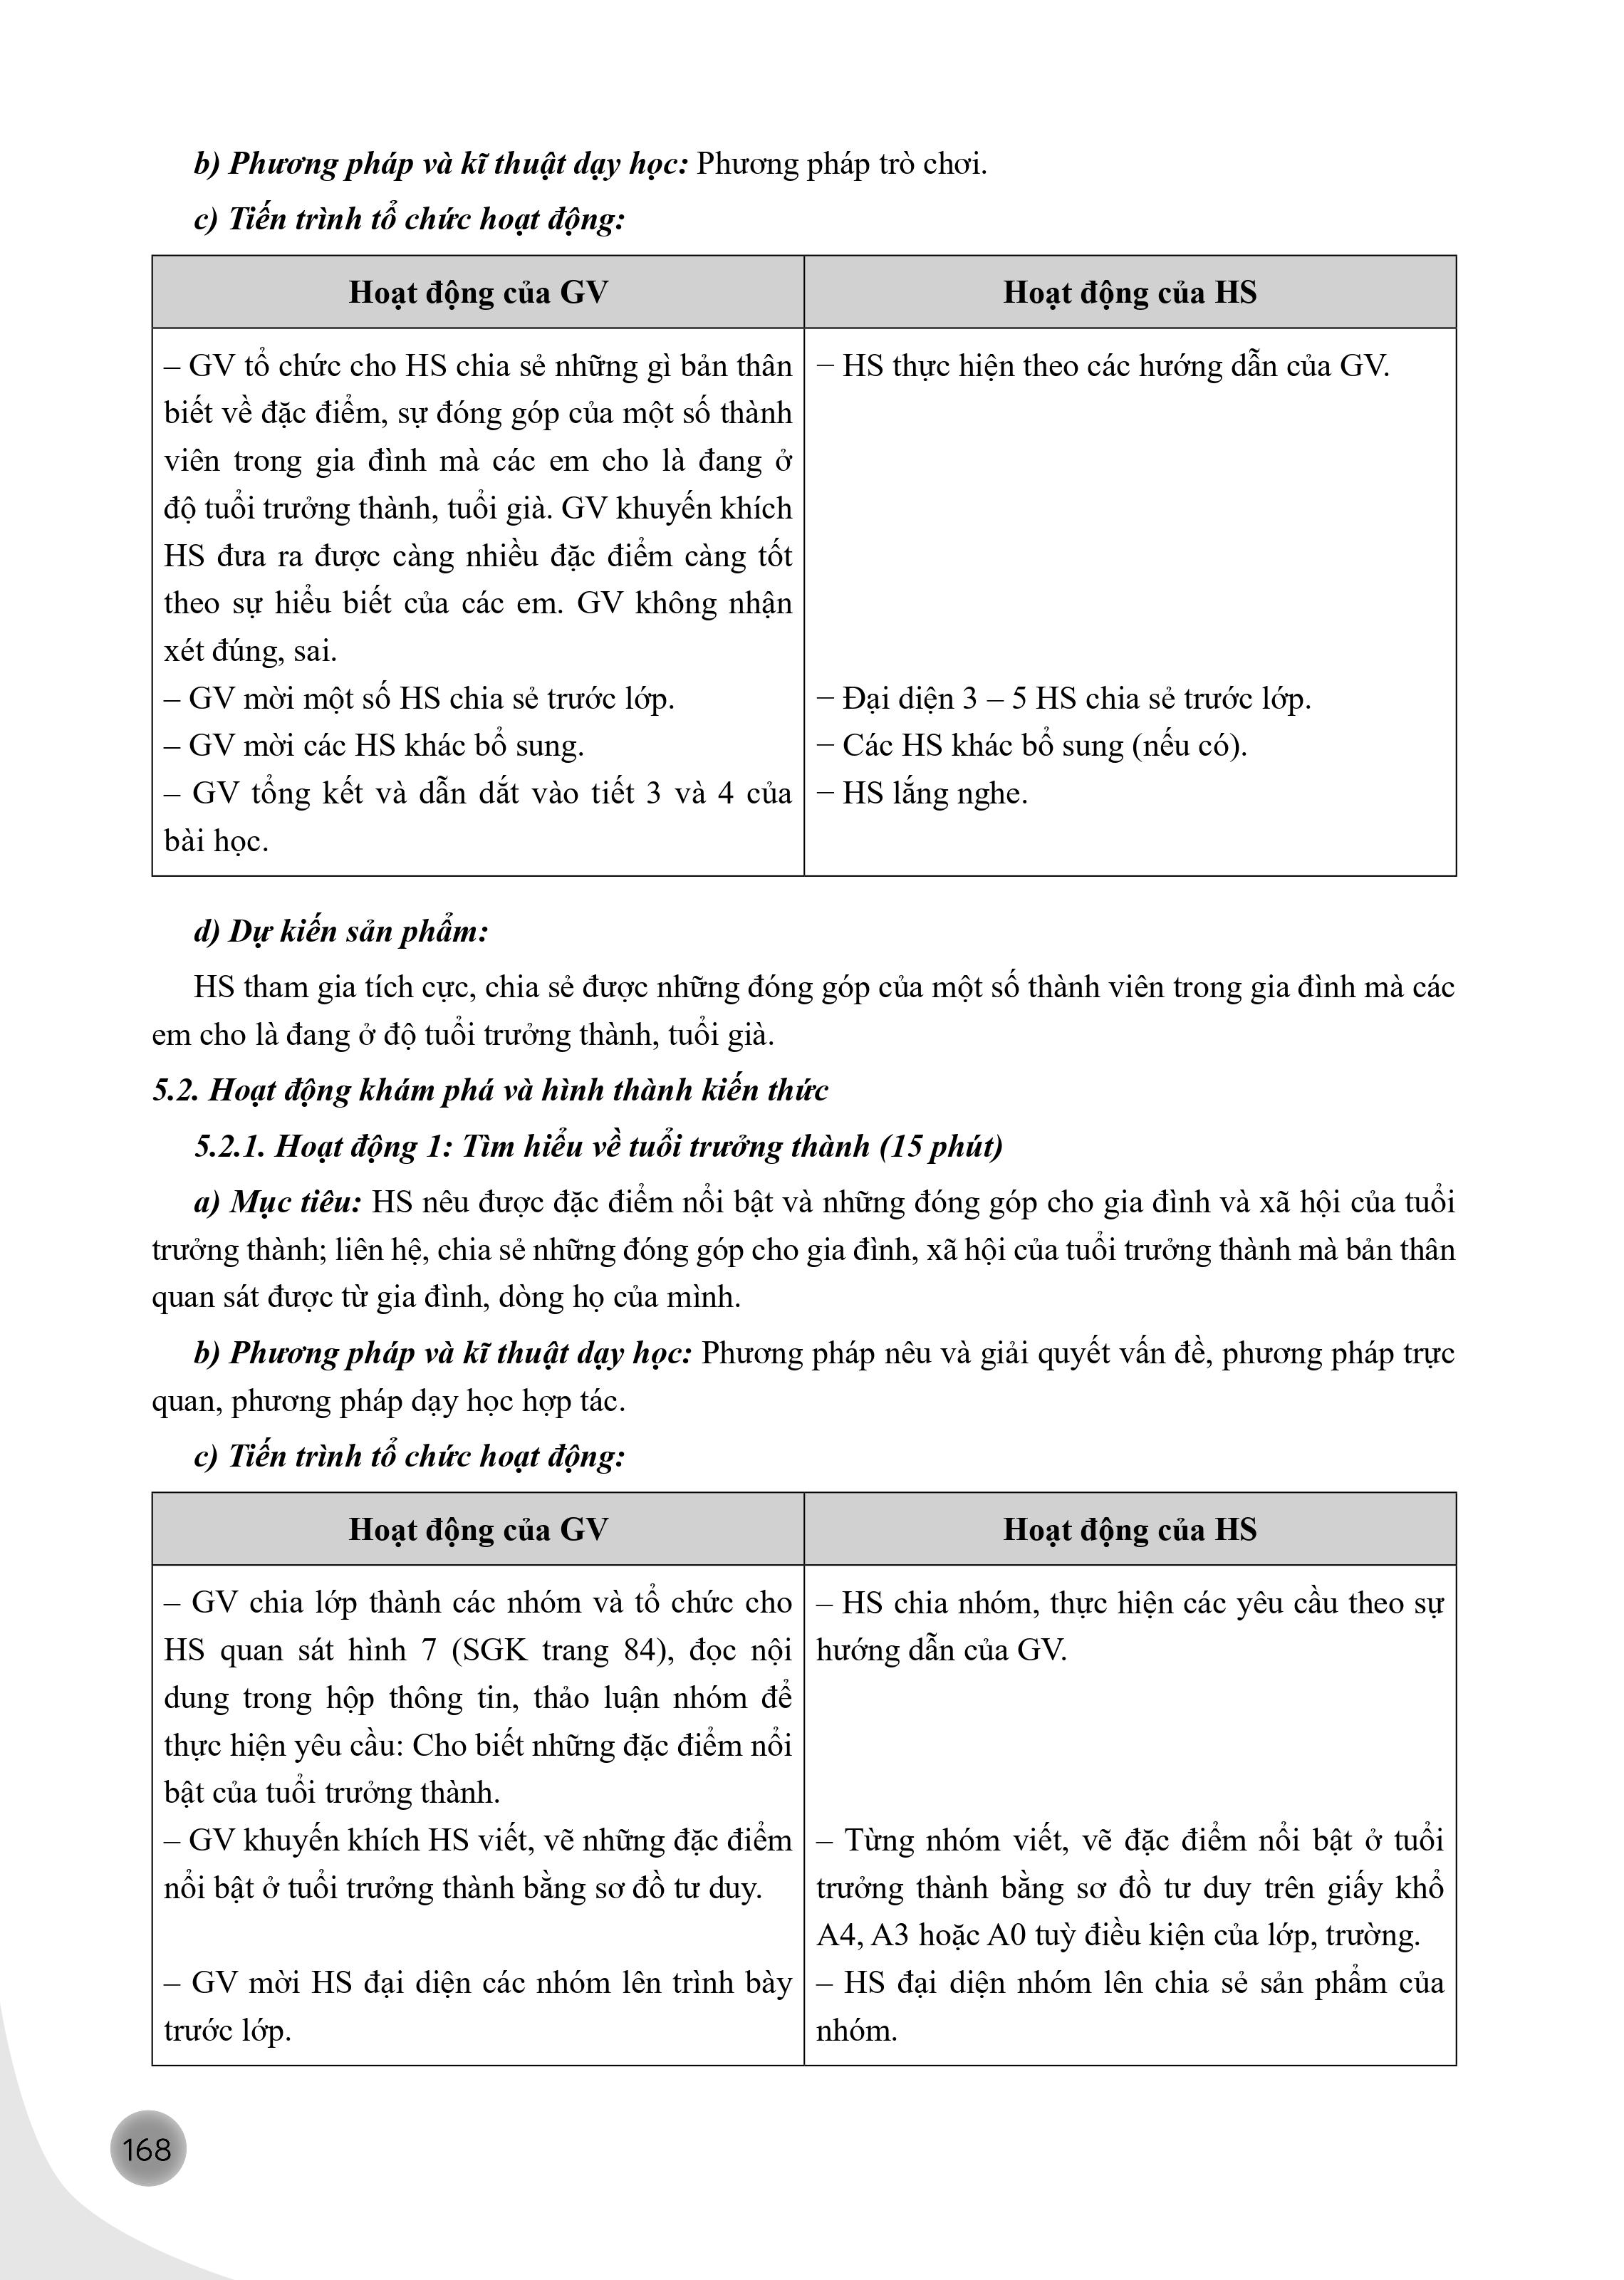 b) Phương pháp và kĩ thuật dạy học: Phương pháp trò chơi.
c) Tiến trình tổ chức hoạt động:
Hoạt động của GV
Hoạt động của HS
– GV tổ chức cho HS chia sẻ những gì bản thân
biết về đặc điểm, sự đóng góp của một số thành
viên trong gia đình mà các em cho là đang ở
độ tuổi trưởng thành, tuổi già. GV khuyến khích
HS đưa ra được càng nhiều đặc điểm càng tốt
theo sự hiểu biết của các em. GV không nhận
xét đúng, sai.
– GV mời một số HS chia sẻ trước lớp.
– GV mời các HS khác bổ sung.
– GV tổng kết và dẫn dắt vào tiết 3 và 4 của
bài học.
– HS thực hiện theo các hướng dẫn của GV.
– Đại diện 3 – 5 HS chia sẻ trước lớp.
– Các HS khác bổ sung (nếu có).
– HS lắng nghe.
d) Dự kiến sản phẩm:
HS tham gia tích cực, chia sẻ được những đóng góp của một số thành viên trong gia đình mà các
em cho là đang ở độ tuổi trưởng thành, tuổi già.
5.2. Hoạt động khám phá và hình thành kiến thức
5.2.1. Hoạt động 1: Tìm hiểu về tuổi trưởng thành (15 phút)
a) Mục tiêu: HS nêu được đặc điểm nổi bật và những đóng góp cho gia đình và xã hội của tuổi
trưởng thành; liên hệ, chia sẻ những đóng góp cho gia đình, xã hội của tuổi trưởng thành mà bản thân
quan sát được từ gia đình, dòng họ của mình.
b) Phương pháp và kĩ thuật dạy học: Phương pháp nêu và giải quyết vấn đề, phương pháp trực
quan, phương pháp dạy học hợp tác.
c) Tiến trình tổ chức hoạt động:
Hoạt động của GV
Hoạt động của HS
– GV chia lớp thành các nhóm và tổ chức cho
HS quan sát hình 7 (SGK trang 84), đọc nội
dung trong hộp thông tin, thảo luận nhóm để
thực hiện yêu cầu: Cho biết những đặc điểm nổi
bật của tuổi trưởng thành.
– GV khuyến khích HS viết, vẽ những đặc điểm
nổi bật ở tuổi trưởng thành bằng sơ đồ tư duy.
– GV mời HS đại diện các nhóm lên trình bày
trước lớp.
– HS chia nhóm, thực hiện các yêu cầu theo sự
hướng dẫn của GV.
– Từng nhóm viết, vẽ đặc điểm nổi bật ở tuổi
trưởng thành bằng sơ đồ tư duy trên giấy khổ
A4, A3 hoặc A0 tuỳ điều kiện của lớp, trường.
– HS đại diện nhóm lên chia sẻ sản phẩm của
nhóm.
168